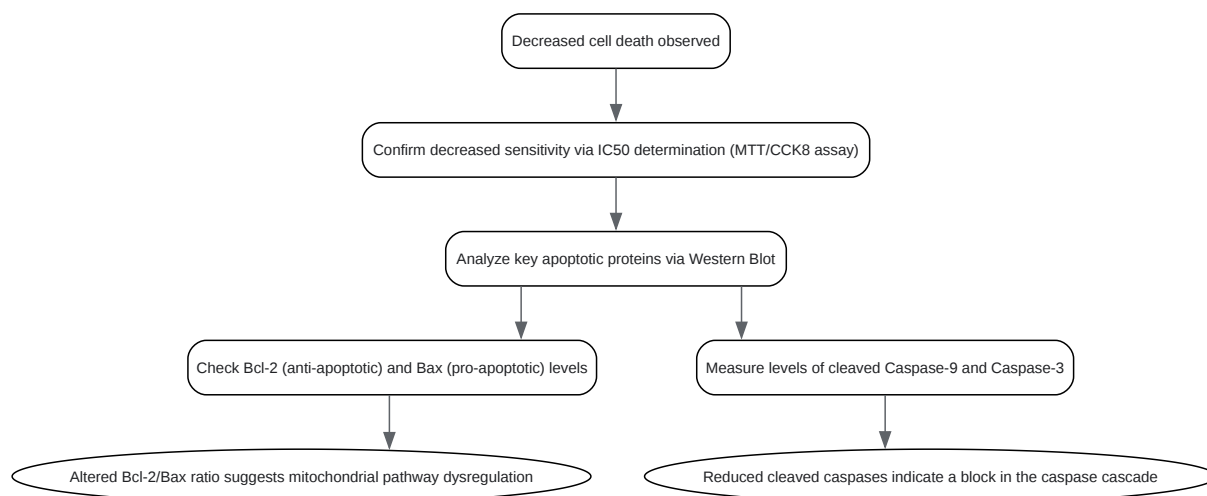 Decreased cell death observed
Confirm decreased sensitivity via IC50 determination (MTT/CCK8 assay)
Analyze key apoptotic proteins via Western Blot
Check Bcl-2 (anti-apoptotic) and Bax (pro-apoptotic) levels
Measure levels of cleaved Caspase-9 and Caspase-3
Altered Bcl-2/Bax ratio suggests mitochondrial pathway dysregulation
Reduced cleaved caspases indicate a block in the caspase cascade